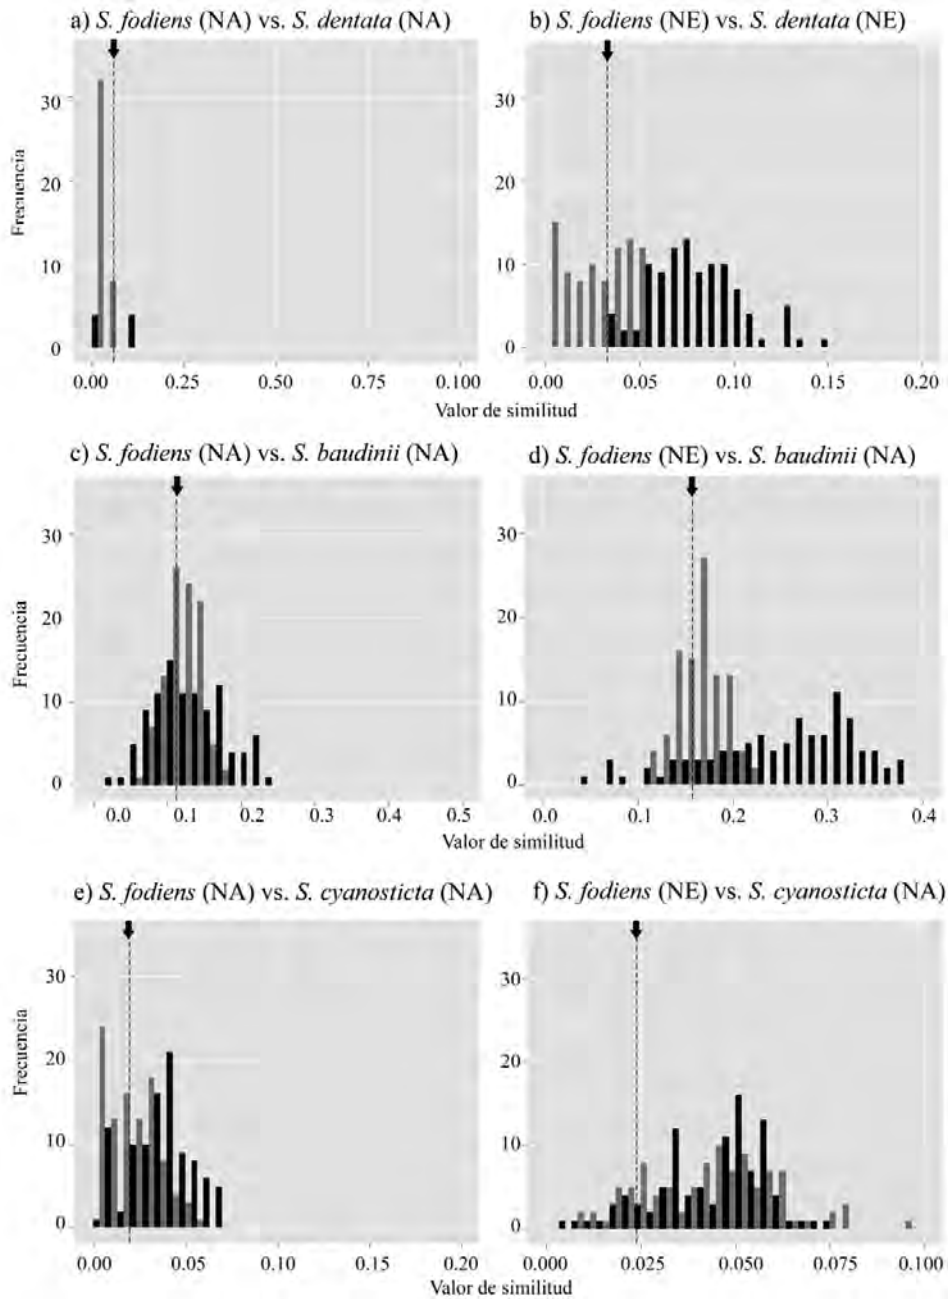 a) S. fodiens (NA) vs. S. dentata (NA)
b) S. fodiens (NE) vs. S. dentata (NE)
Frecuencia
30
20
10
0
0.00 0.25 0.50 0.75 0.100
30
20
10
0
0.00 0.05 0.10 0.15 0.20
Valor de similitud
c) S. fodiens (NA) vs. S. baudinii (NA)
d) S. fodiens (NE) vs. S. baudinii (NA)
Frecuencia
30
20
10
0
0.0 0.1 0.2 0.3 0.4 0.5
30
20
10
0
0.0 0.1 0.2 0.3 0.4
Valor de similitud
e) S. fodiens (NA) vs. S. cyanosticta (NA)
f) S. fodiens (NE) vs. S. cyanosticta (NA)
Frecuencia
30
20
10
0
0.00 0.05 0.10 0.15 0.20
30
20
10
0
0.000 0.025 0.050 0.075 0.100
Valor de similitud